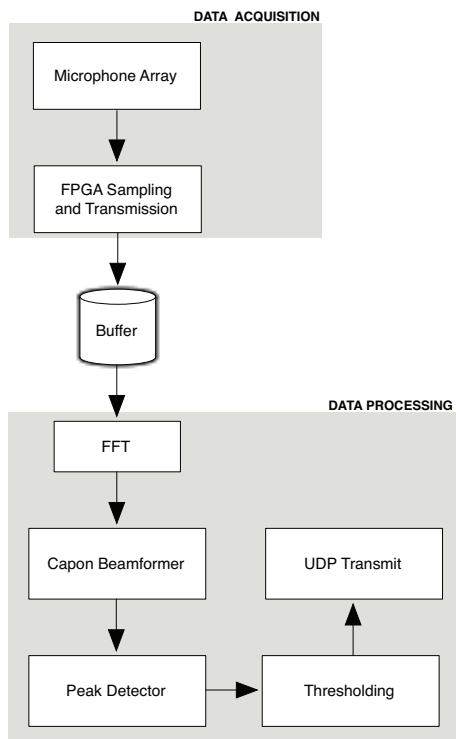 DATA ACQUISITION
Microphone Array
FPGA Sampling
and Transmission
Buffer
DATA PROCESSING
FFT
Capon Beamformer
UDP Transmit
Peak Detector
Thresholding